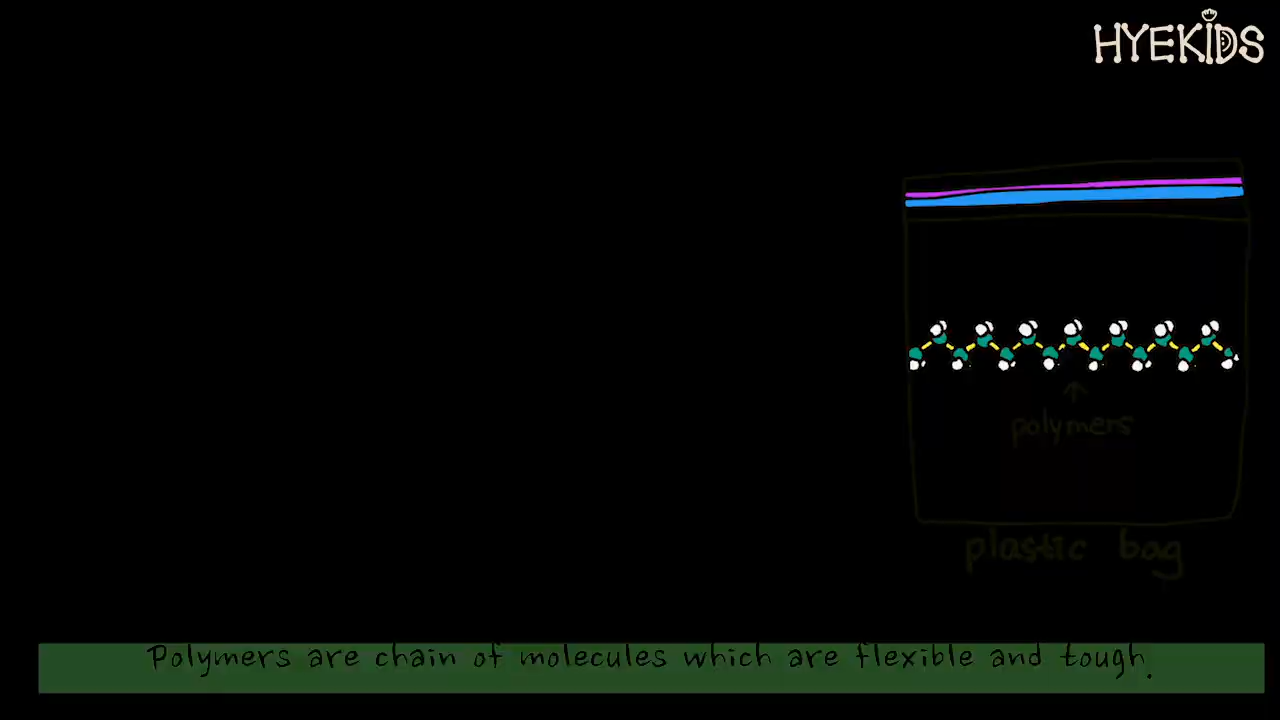 HYEKIDS
polymers
plastic bag
Polymers are chain of molecules which are flexible and tough.